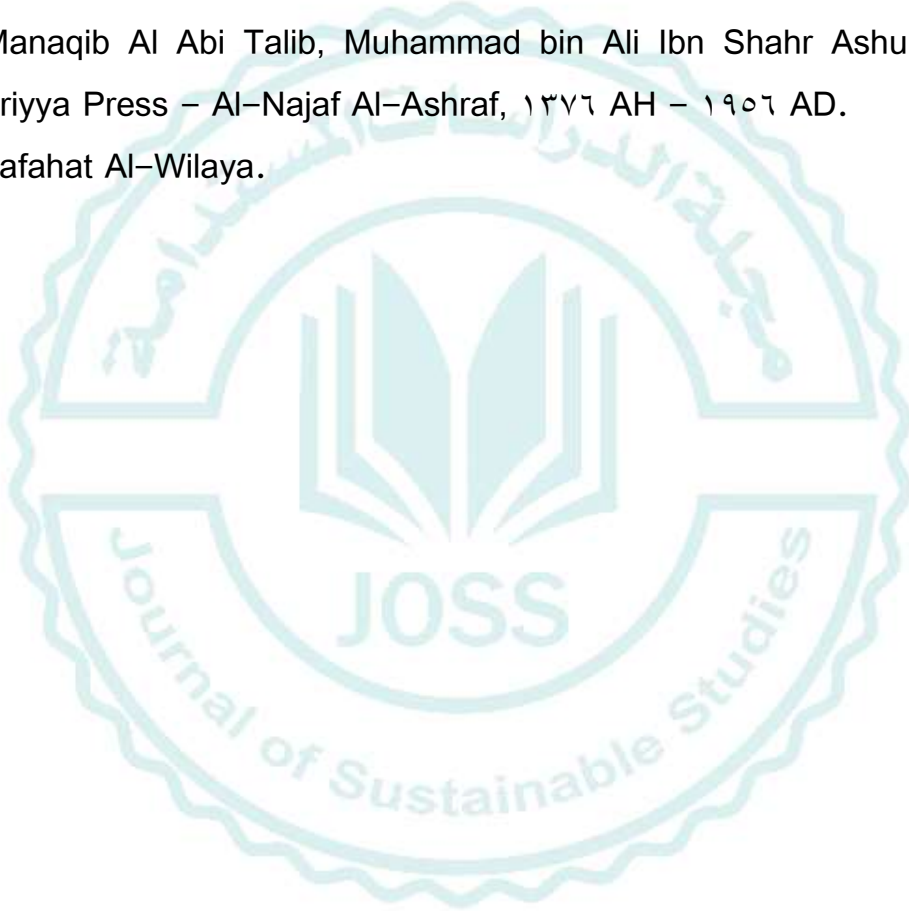 Manaqib Al Abi Talib, Muhammad bin Ali Ibn Shahr Ashu
riyya Press – Al-Najaf Al-Ashraf, ١٣٧٦ AH – ١٩٥٦ AD.
afahat Al-Wilaya.
مجلة الدراسات المستدامة
JOSS
Journal of Sustainable Studies